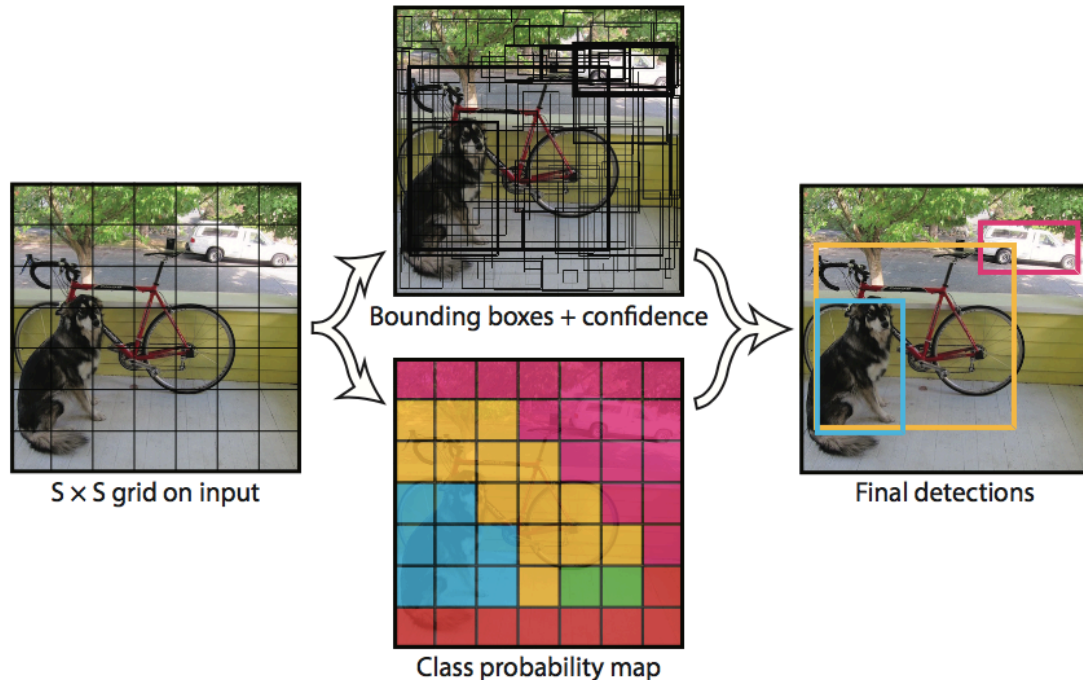 S × S grid on input
Bounding boxes + confidence
Class probability map
Final detections